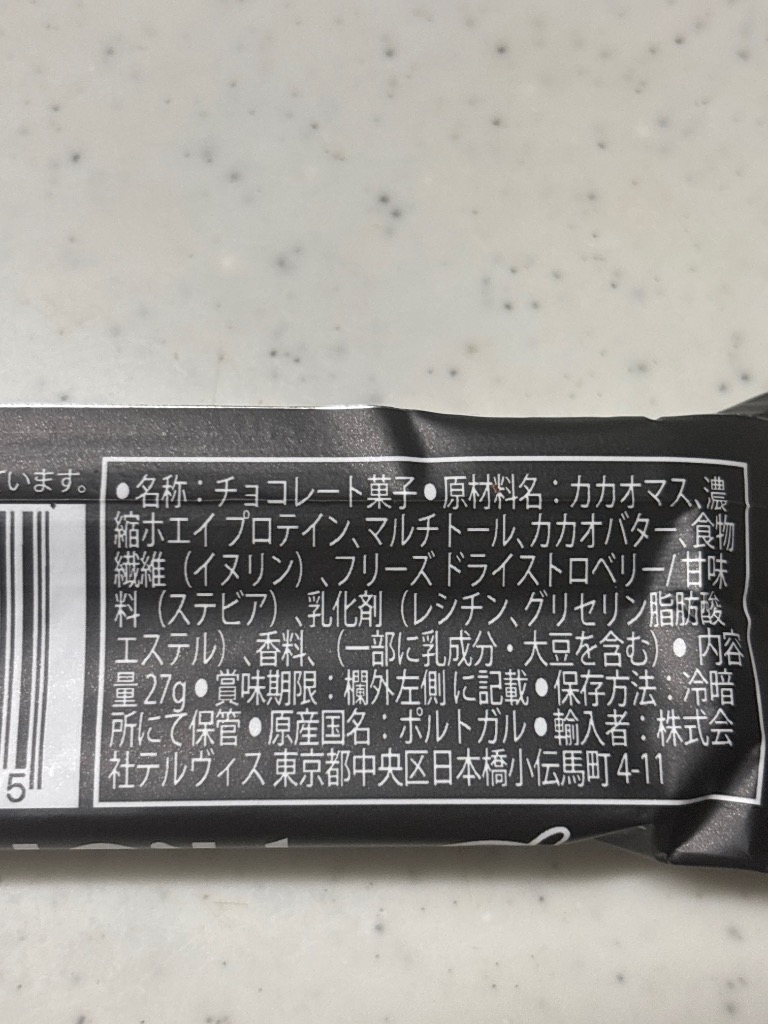 ています。
●名称：チョコレート菓子●原材料名：カカオマス、濃
縮ホエイプロテイン、マルチトール、カカオバター、食物
繊維（イヌリン）、フリーズドライストロベリー/甘味
料（ステビア）、乳化剤（レシチン、グリセリン脂肪酸
エステル）、香料、（一部に乳成分・大豆を含む）●内容
量27g●賞味期限：欄外左側に記載●保存方法：冷暗
所にて保管●原産国名：ポルトガル●輸入者：株式会
社テルヴィス 東京都中央区日本橋小伝馬町4-11
5